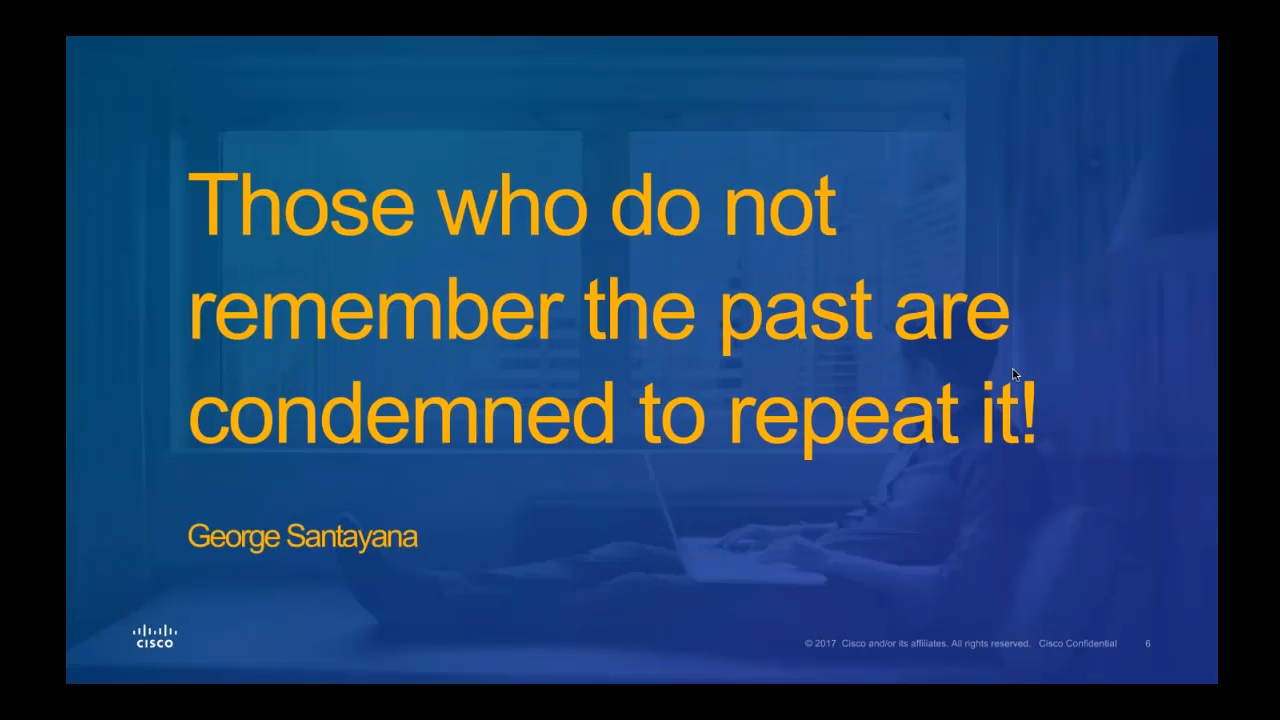 Those who do not
remember the past are
condemned to repeat it!
George Santayana
CISCO
© 2017 Cisco and/or its affiliates. All rights reserved. Cisco Confidential 6